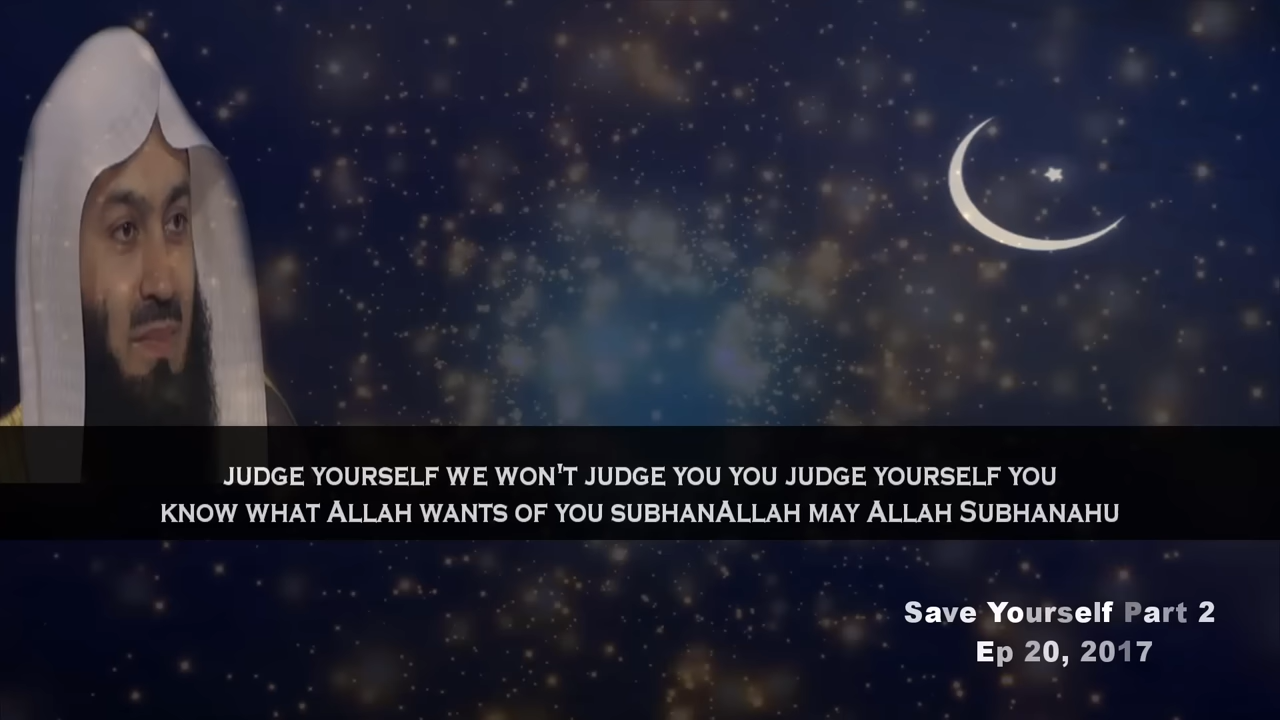 JUDGE YOURSELF WE WON'T JUDGE YOU YOU JUDGE YOURSELF YOU
KNOW WHAT ALLAH WANTS OF YOU SUBHANALLAH MAY ALLAH SUBHANAHU
Save Yourself Part 2
Ep 20, 2017